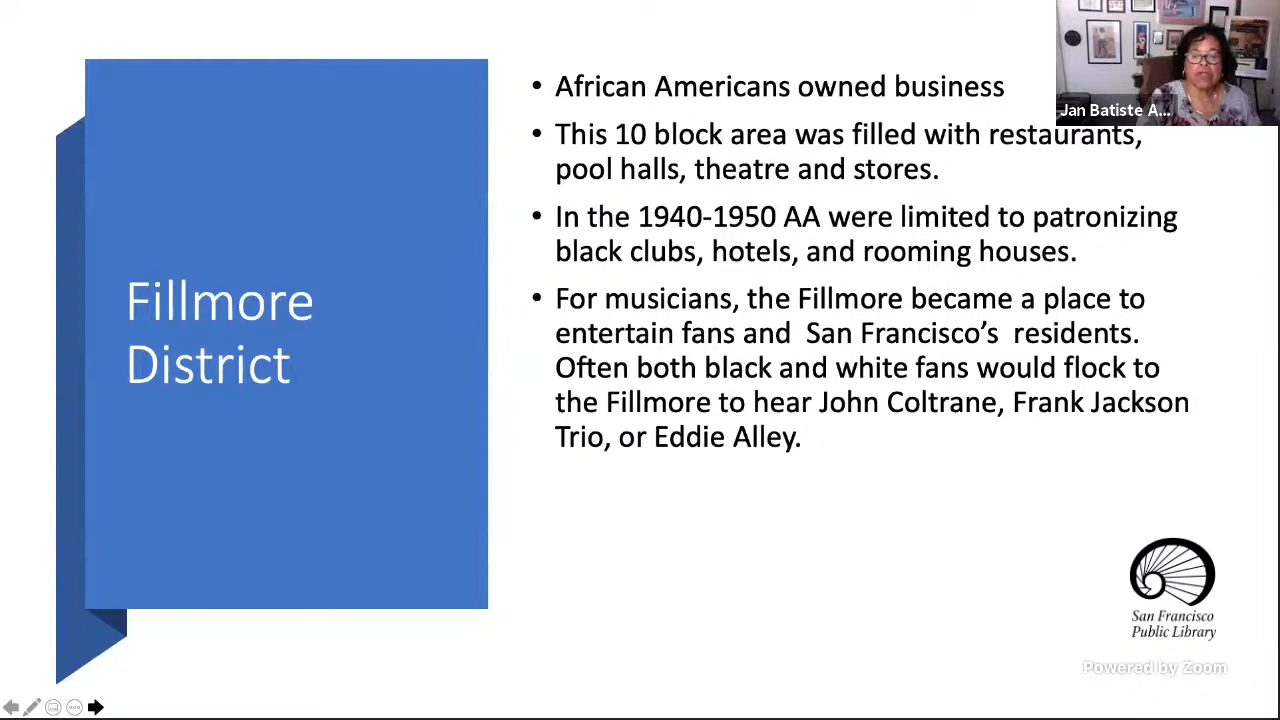 Jan Batiste A...
Fillmore
District
• African Americans owned business
• This 10 block area was filled with restaurants,
pool halls, theatre and stores.
• In the 1940-1950 AA were limited to patronizing
black clubs, hotels, and rooming houses.
• For musicians, the Fillmore became a place to
entertain fans and San Francisco’s residents.
Often both black and white fans would flock to
the Fillmore to hear John Coltrane, Frank Jackson
Trio, or Eddie Alley.
San Francisco
Public Library
Powered by Zoom